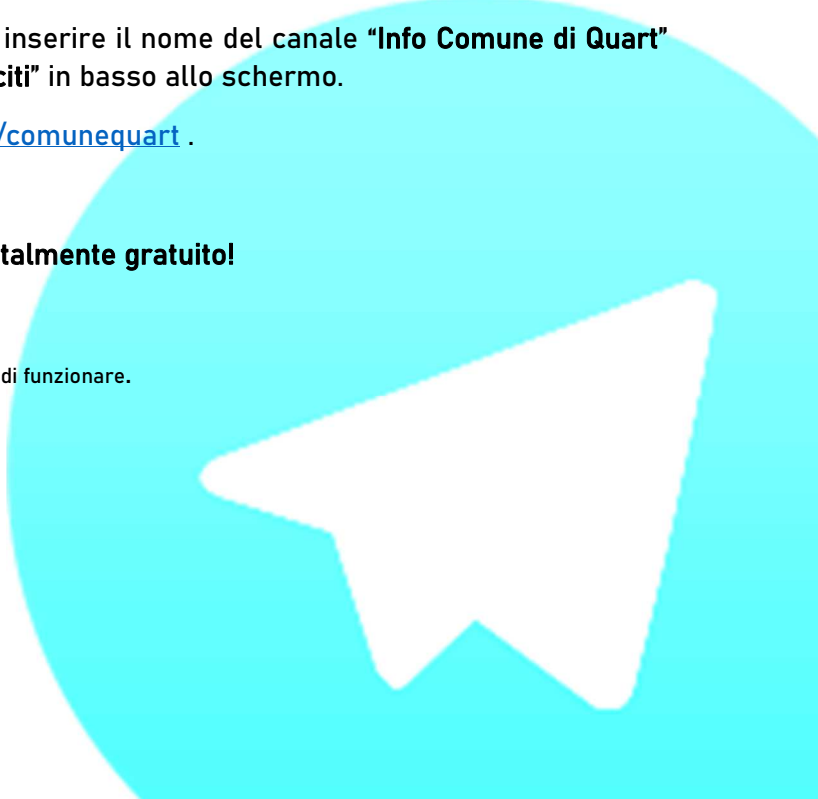 inserire il nome del canale “Info Comune di Quart”
citi” in basso allo schermo.
/comunequart .
talmente gratuito!
di funzionare.